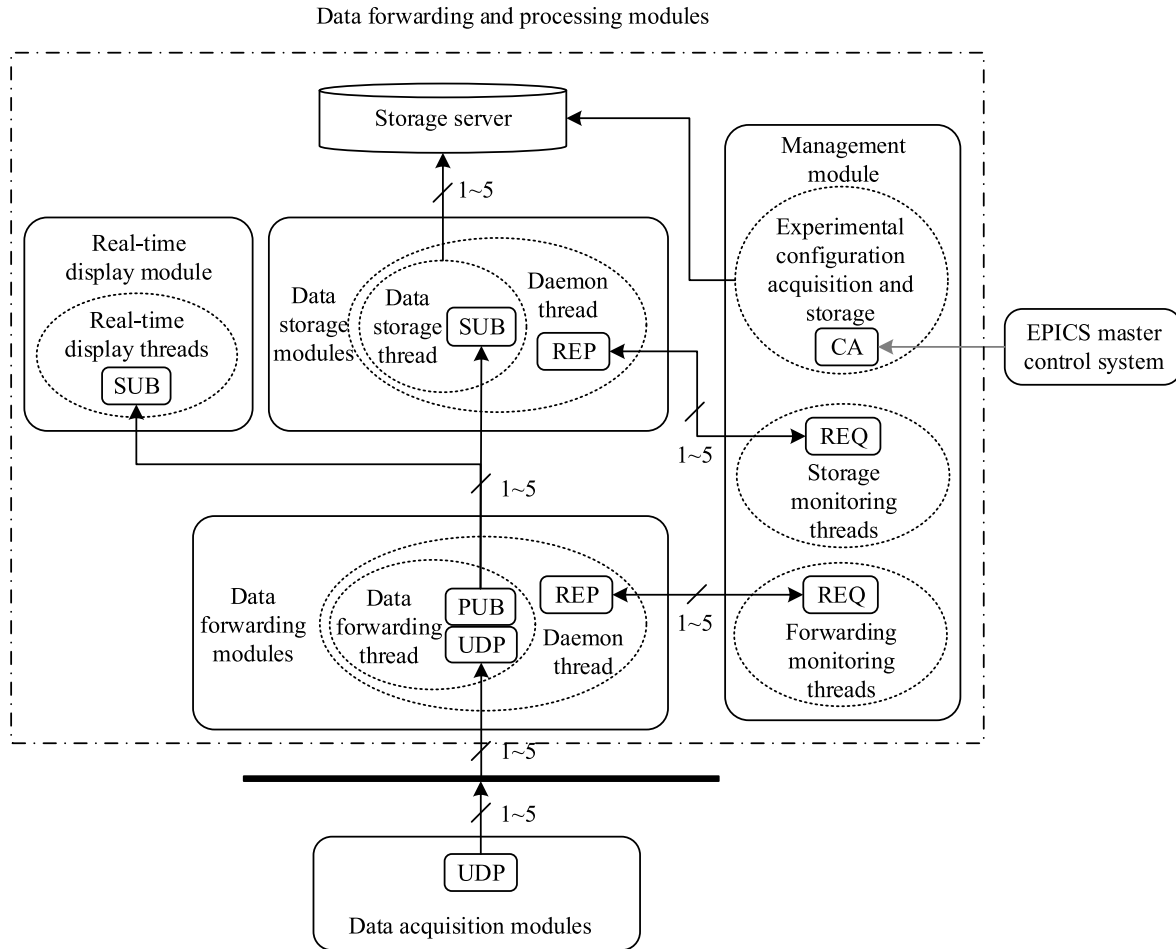 Data forwarding and processing modules
Storage server
1~5
Management
module
Experimental
configuration
acquisition and
storage
CA
EPICS master
control system
Real-time
display module
Real-time
display threads
SUB
Data
storage
modules
Data
storage
thread
SUB
Daemon
thread
REP
1~5
REQ
Storage
monitoring
threads
1~5
Data
forwarding
modules
Data
forwarding
thread
PUB
UDP
REP
Daemon
thread
1~5
REQ
Forwarding
monitoring
threads
1~5
1~5
UDP
Data acquisition modules